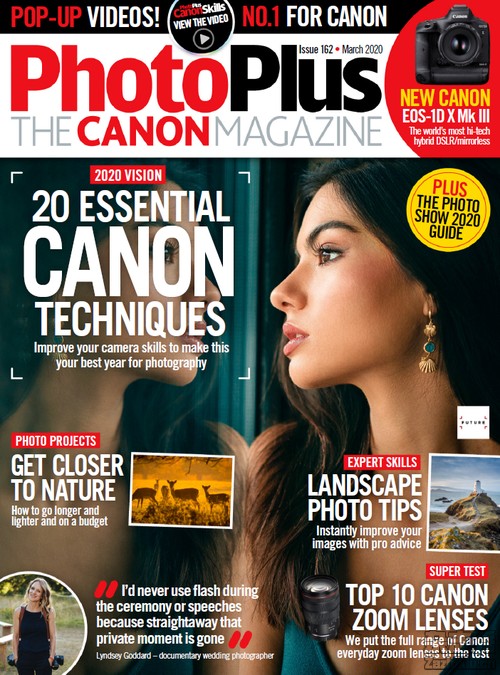 POP-UP VIDEOS!
PhotoPlus
CanonSkills
VIEW THE VIDEO
NO.1 FOR CANON
Issue 162 • March 2020
PhotoPlus
THE CANON MAGAZINE
Canon
NEW CANON
EOS-1D X Mk III
The world's most hi-tech
hybrid DSLR/mirrorless
2020 VISION
20 ESSENTIAL
CANON
TECHNIQUES
Improve your camera skills to make this
your best year for photography
PLUS
THE PHOTO
SHOW 2020
GUIDE
FUTURE
PHOTO PROJECTS
GET CLOSER
TO NATURE
How to go longer and
lighter and on a budget
EXPERT SKILLS
LANDSCAPE
PHOTO TIPS
Instantly improve your
images with pro advice
SUPER TEST
TOP 10 CANON
ZOOM LENSES
We put the full range of Canon
everyday zoom lenses to the test
"I'd never use flash during
the ceremony or speeches
because straightaway that
private moment is gone"
Lyndsey Goddard – documentary wedding photographer